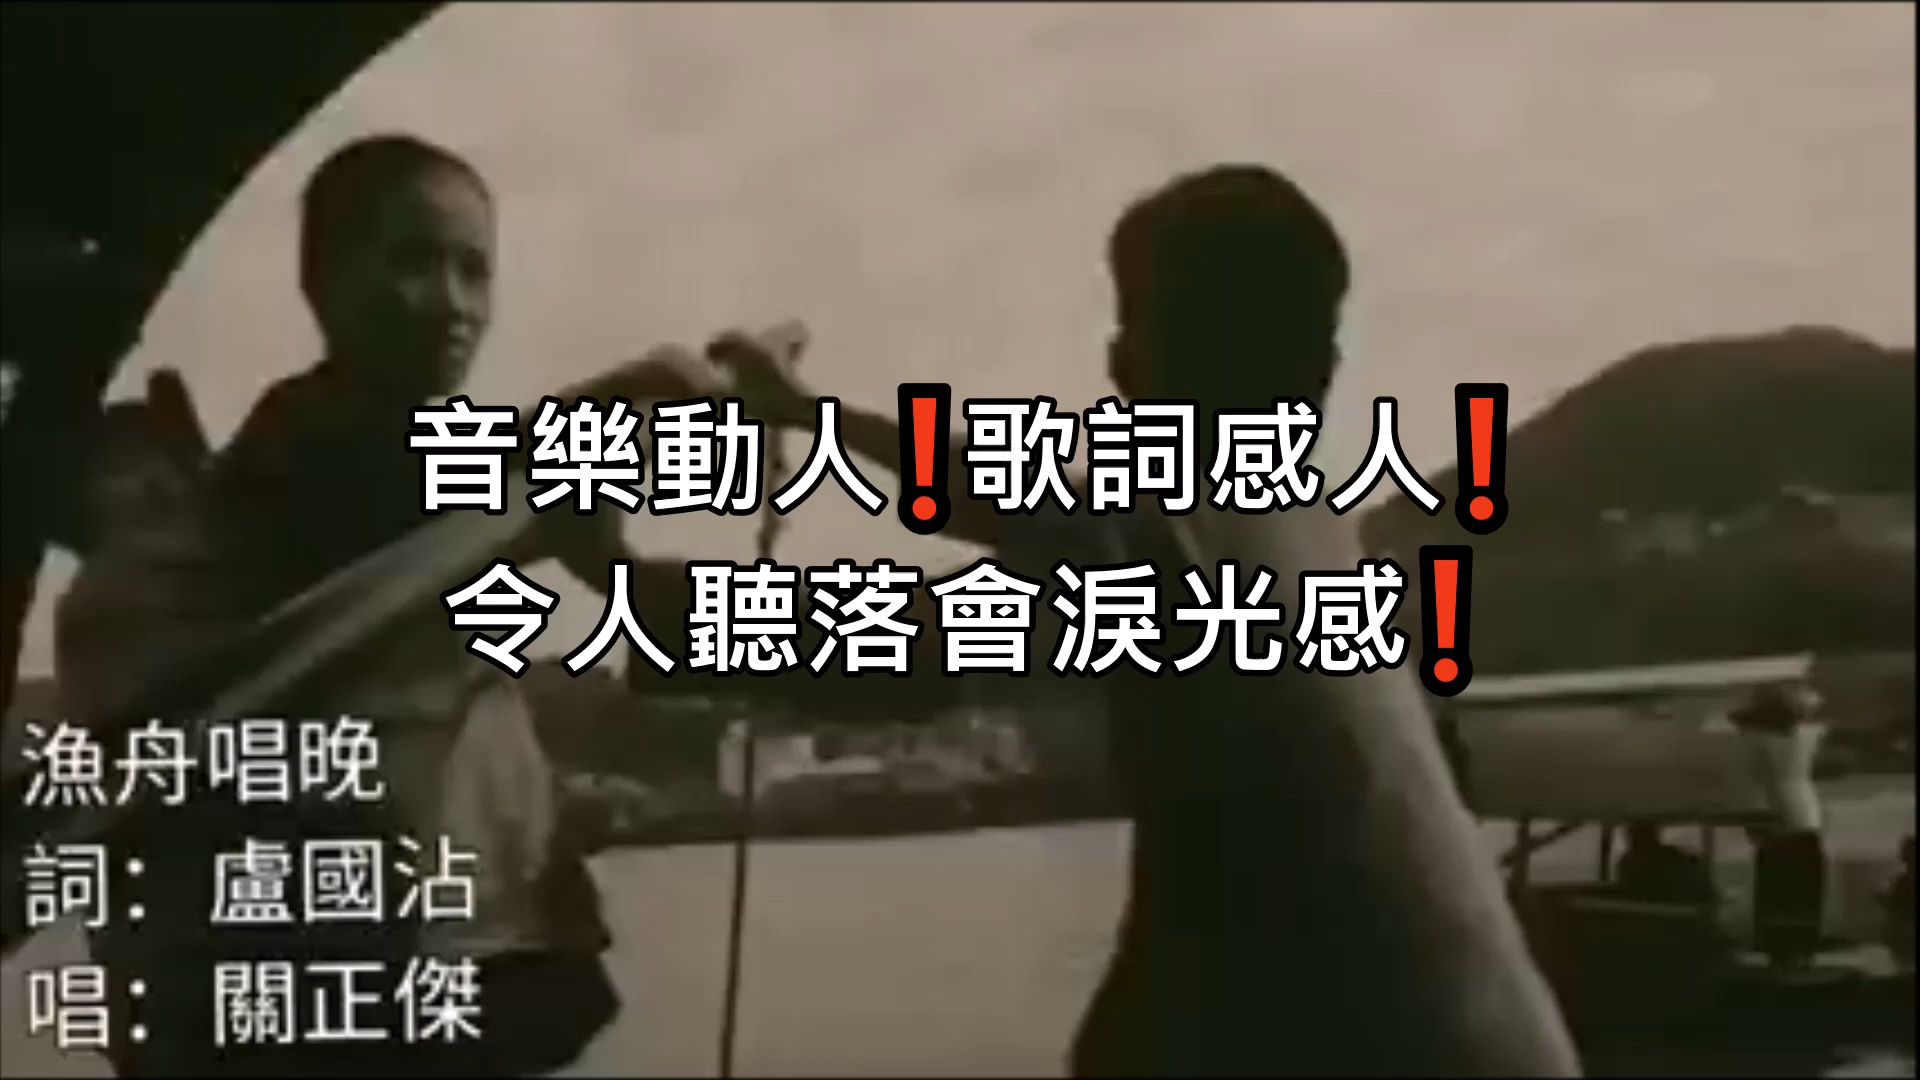 音樂動人❗歌詞感人❗
令人聽落會淚光感❗
漁舟唱晚
詞：盧國沾
唱：關正傑